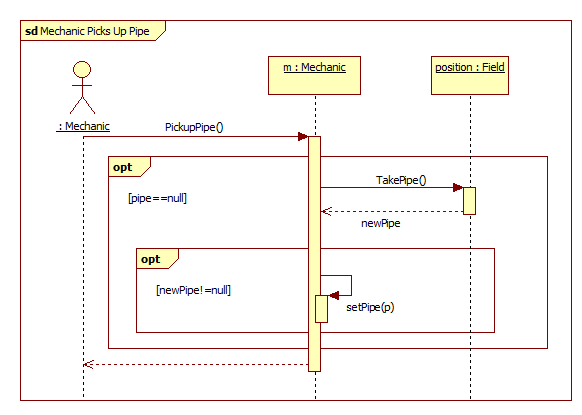 sd Mechanic Picks Up Pipe
m : Mechanic
position : Field
: Mechanic
PickupPipe()
opt
TakePipe()
[pipe==null]
newPipe
opt
[newPipe!=null]
setPipe(p)